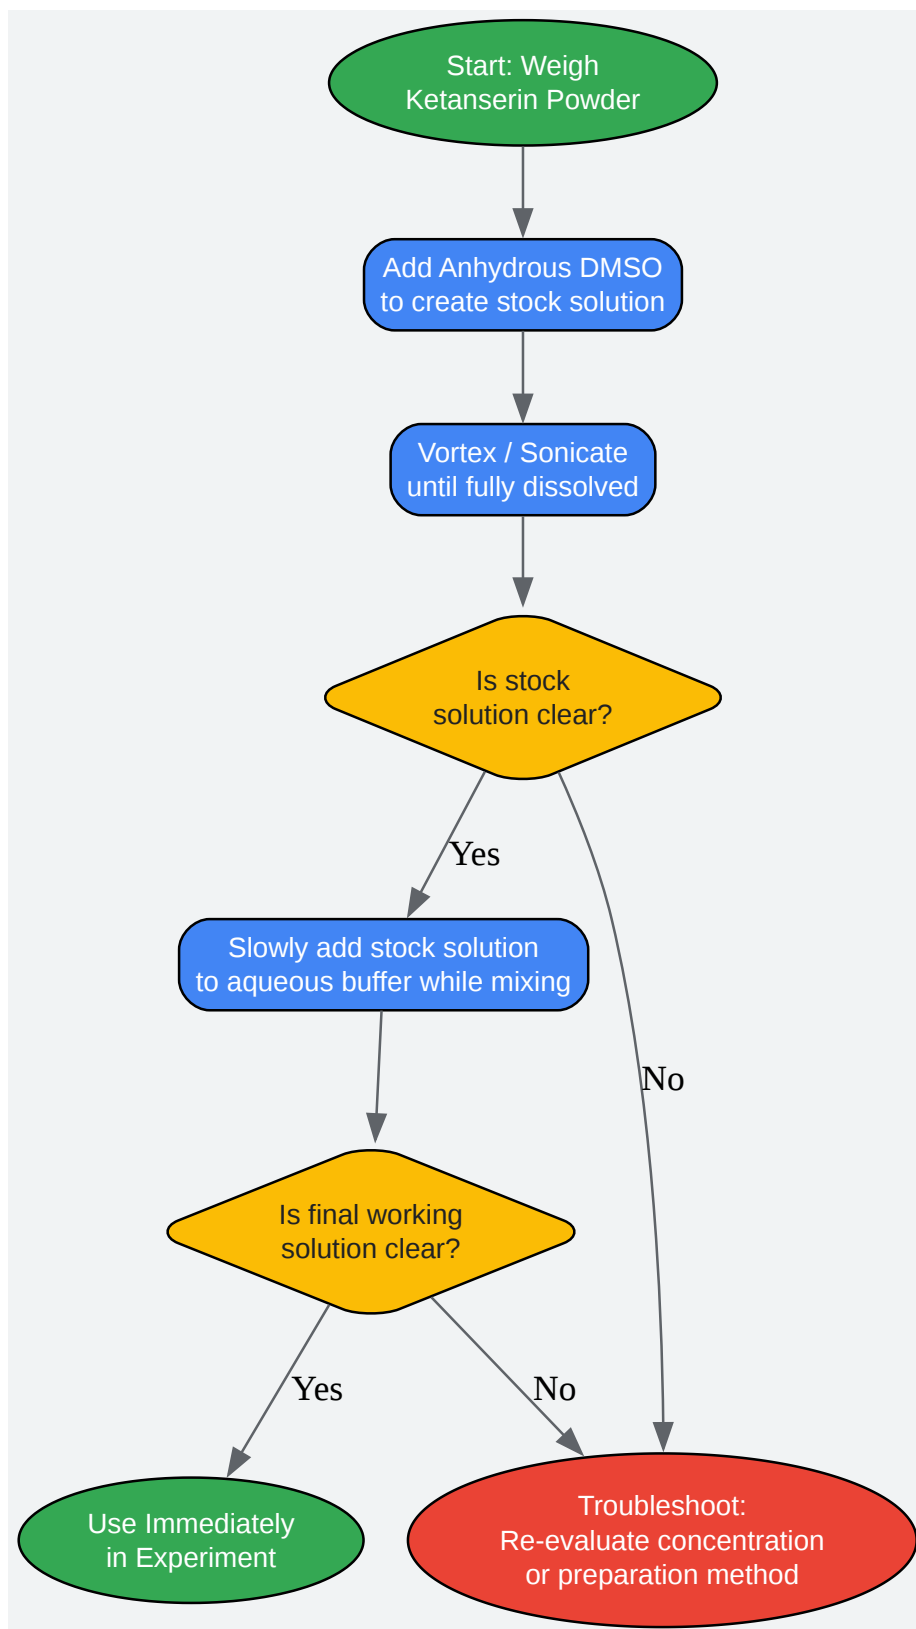 Start: Weigh
Ketanserin Powder
Add Anhydrous DMSO
to create stock solution
Vortex / Sonicate
until fully dissolved
Is stock
solution clear?
Yes
Slowly add stock solution
to aqueous buffer while mixing
No
Is final working
solution clear?
Yes
No
Use Immediately
in Experiment
Troubleshoot:
Re-evaluate concentration
or preparation method